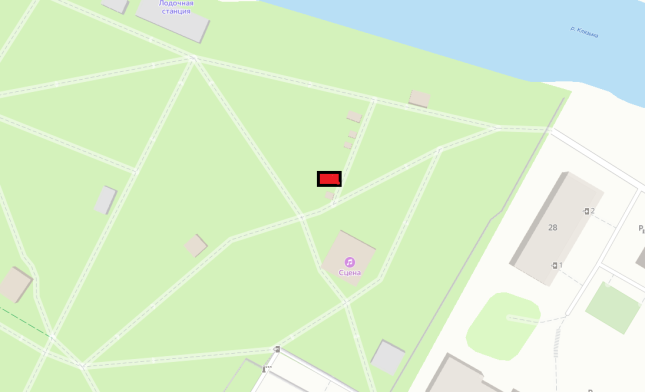 Лодочная
станция
р. Клязьма
2
28
1
Сцена